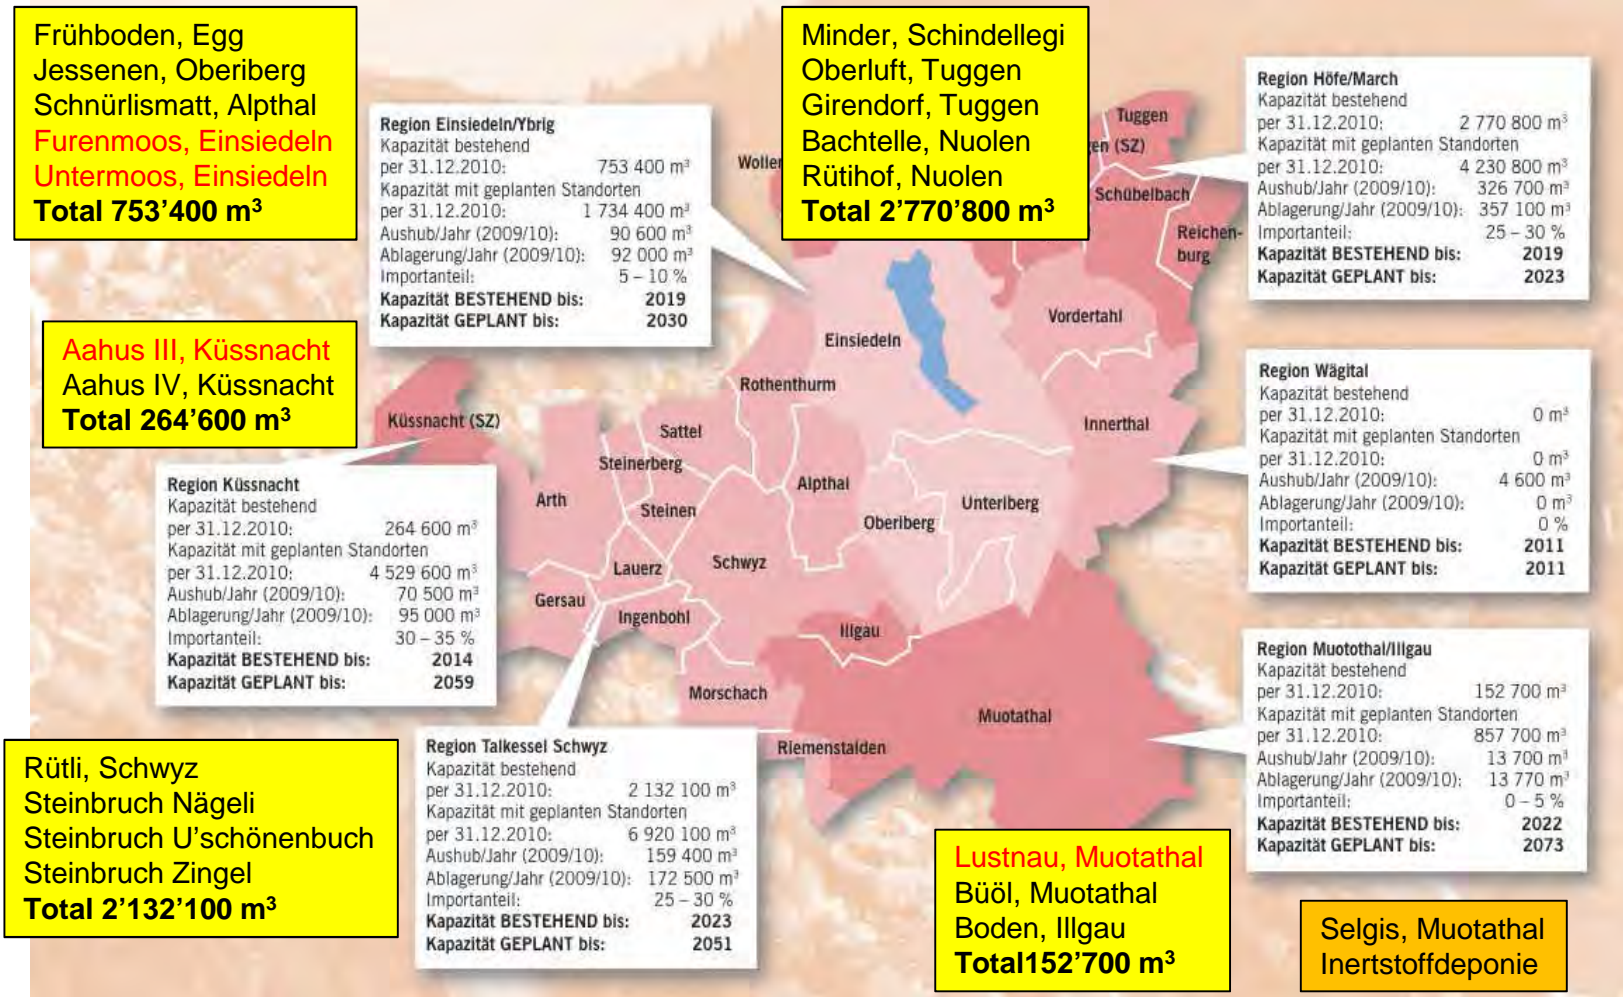 Frühboden, Egg
Jessenen, Oberiberg
Schnürlismatt, Alpthal
Furenmoos, Einsiedeln
Untermoos, Einsiedeln
Total 753’400 m³
Minder, Schindellegi
Oberluft, Tuggen
Girendorf, Tuggen
Bachtelle, Nuolen
Rütihof, Nuolen
Total 2’770’800 m³
Region Einsiedeln/Ybrig
Kapazität bestehend
per 31.12.2010: 753 400 m³
Kapazität mit geplanten Standorten
per 31.12.2010: 1 734 400 m³
Aushub/Jahr (2009/10): 90 600 m³
Ablagerung/Jahr (2009/10): 92 000 m³
Importanteil: 5 – 10 %
Kapazität BESTEHEND bis: 2019
Kapazität GEPLANT bis: 2030
Region Höfe/March
Kapazität bestehend
per 31.12.2010: 2 770 800 m³
Kapazität mit geplanten Standorten
per 31.12.2010: 4 230 800 m³
Aushub/Jahr (2009/10): 326 700 m³
Ablagerung/Jahr (2009/10): 357 100 m³
Importanteil: 25 – 30 %
Kapazität BESTEHEND bis: 2019
Kapazität GEPLANT bis: 2023
Woller
Tuggen
en (SZ)
Schübelbach
Reichen-
burg
Vordertahl
Einsiedeln
Rothenthurm
Innerthal
Küssnacht (SZ)
Sattel
Steinerberg
Arth
Steinen
Alpthal
Unteriberg
Oberiberg
Lauerz
Schwyz
Gersau
Ingenbohl
Illgau
Morschach
Muotathal
Riemenstalden
Aahus III, Küssnacht
Aahus IV, Küssnacht
Total 264’600 m³
Region Küssnacht
Kapazität bestehend
per 31.12.2010: 264 600 m³
Kapazität mit geplanten Standorten
per 31.12.2010: 4 529 600 m³
Aushub/Jahr (2009/10): 70 500 m³
Ablagerung/Jahr (2009/10): 95 000 m³
Importanteil: 30 – 35 %
Kapazität BESTEHEND bis: 2014
Kapazität GEPLANT bis: 2059
Region Wägital
Kapazität bestehend
per 31.12.2010: 0 m³
Kapazität mit geplanten Standorten
per 31.12.2010: 0 m³
Aushub/Jahr (2009/10): 4 600 m³
Ablagerung/Jahr (2009/10): 0 m³
Importanteil: 0 %
Kapazität BESTEHEND bis: 2011
Kapazität GEPLANT bis: 2011
Region Muotothal/Illgau
Kapazität bestehend
per 31.12.2010: 152 700 m³
Kapazität mit geplanten Standorten
per 31.12.2010: 857 700 m³
Aushub/Jahr (2009/10): 13 700 m³
Ablagerung/Jahr (2009/10): 13 770 m³
Importanteil: 0 – 5 %
Kapazität BESTEHEND bis: 2022
Kapazität GEPLANT bis: 2073
Rütli, Schwyz
Steinbruch Nägeli
Steinbruch U’schönenbuch
Steinbruch Zingel
Total 2’132’100 m³
Region Talkessel Schwyz
Kapazität bestehend
per 31.12.2010: 2 132 100 m³
Kapazität mit geplanten Standorten
per 31.12.2010: 6 920 100 m³
Aushub/Jahr (2009/10): 159 400 m³
Ablagerung/Jahr (2009/10): 172 500 m³
Importanteil: 25 – 30 %
Kapazität BESTEHEND bis: 2023
Kapazität GEPLANT bis: 2051
Lustnau, Muotathal
Büöl, Muotathal
Boden, Illgau
Total152’700 m³
Selgis, Muotathal
Inertstoffdeponie